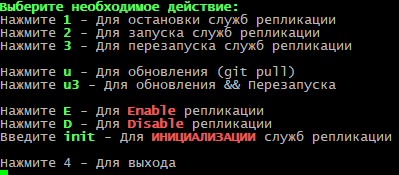 Выберите необходимое действие:
Нажмите 1 - Для остановки служб репликации
Нажмите 2 - Для запуска служб репликации
Нажмите 3 - Для перезапуска служб репликации
Нажмите u - Для обновления (git pull)
Нажмите u3 - Для обновления && Перезапуска
Нажмите E - Для Enable репликации
Нажмите D - Для Disable репликации
Введите init - Для ИНИЦИАЛИЗАЦИИ служб репликации
Нажмите 4 - Для выхода